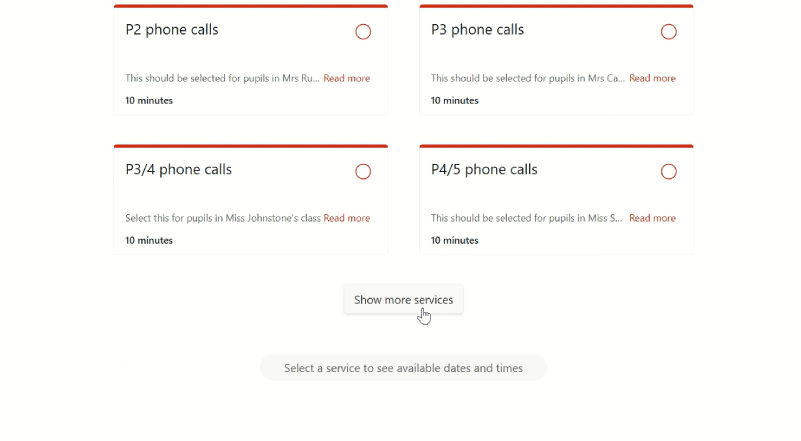 P2 phone calls
P3 phone calls
This should be selected for pupils in Mrs Ru... Read more
This should be selected for pupils in Mrs Ca... Read more
10 minutes
10 minutes
P3/4 phone calls
P4/5 phone calls
Select this for pupils in Miss Johnstone's class Read more
This should be selected for pupils in Miss S... Read more
10 minutes
10 minutes
Show more services
Select a service to see available dates and times